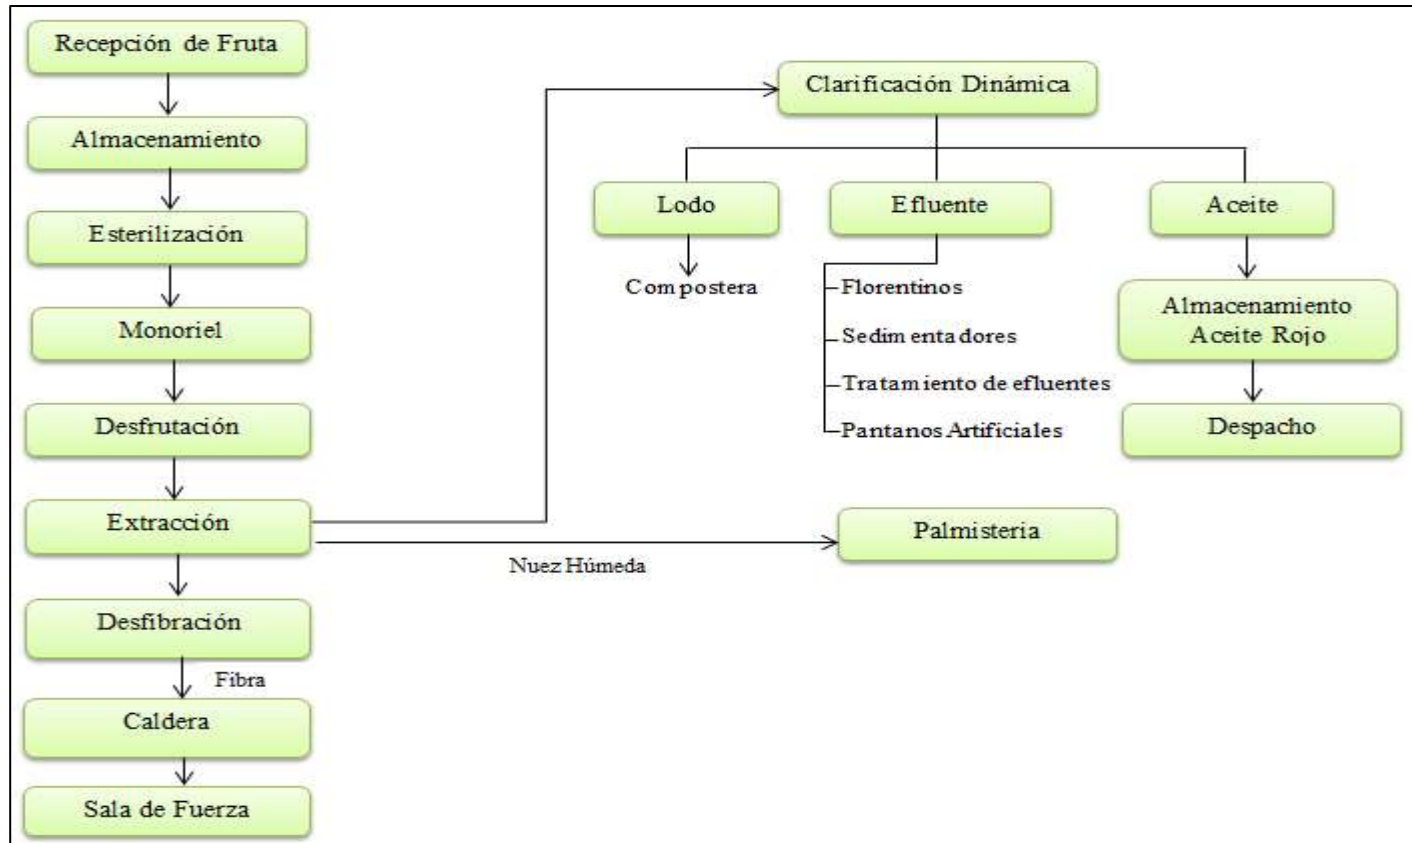 Recepción de Fruta
Almacenamiento
Esterilización
Monoriel
Desfrutación
Extracción
Desfibración
Fibra
Caldera
Sala de Fuerza
Nuez Húmeda
Palmisteria
Clarificación Dinámica
Lodo
Compostera
Efluente
Florentinos
Sedimentadores
Tratamiento de efluentes
Pantanos Artificiales
Aceite
Almacenamiento
Aceite Rojo
Despacho